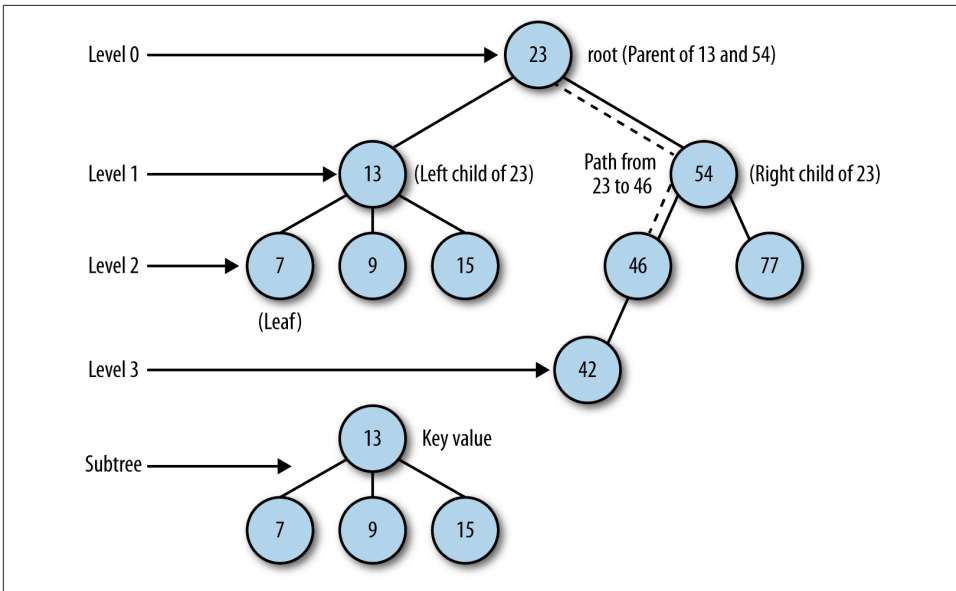 Level 0
23
root (Parent of 13 and 54)
Level 1
13
(Left child of 23)
Path from
23 to 46
54
(Right child of 23)
Level 2
7
9
15
46
77
(Leaf)
Level 3
42
13
Key value
Subtree
7
9
15